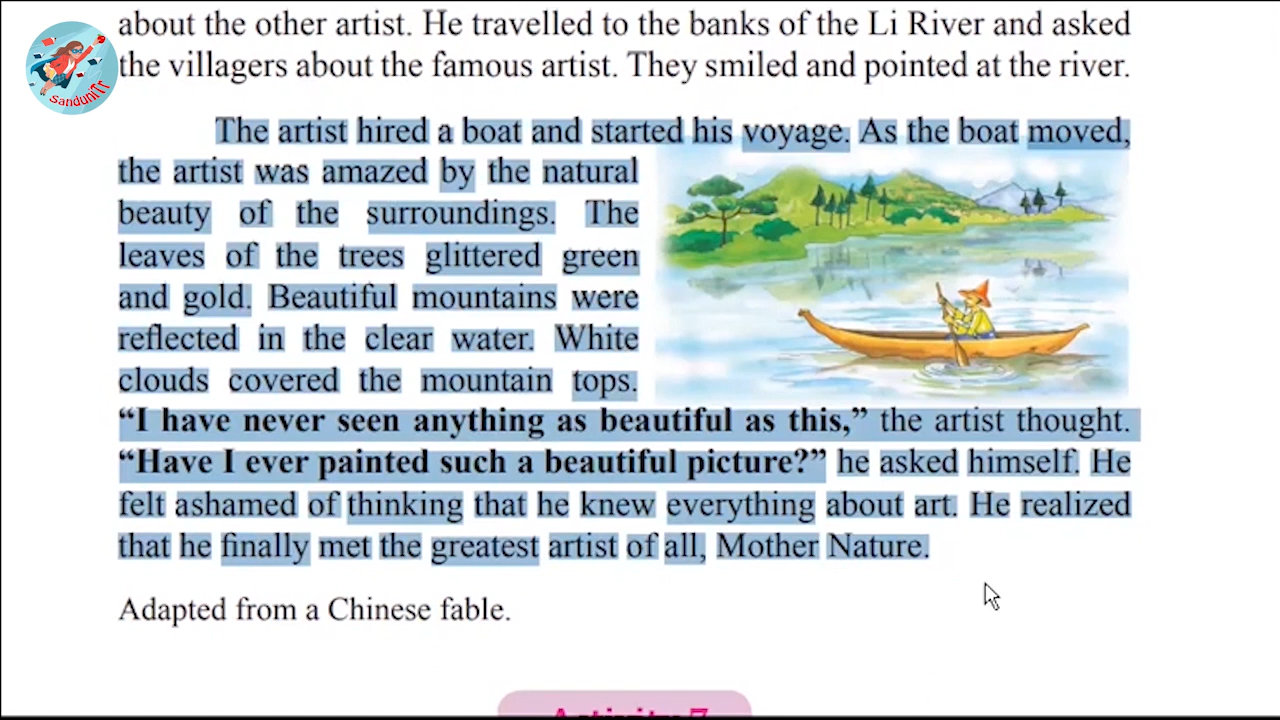 SanduniTT
about the other artist. He travelled to the banks of the Li River and asked
the villagers about the famous artist. They smiled and pointed at the river.
The artist hired a boat and started his voyage. As the boat moved,
the artist was amazed by the natural
beauty of the surroundings. The
leaves of the trees glittered green
and gold. Beautiful mountains were
reflected in the clear water. White
clouds covered the mountain tops.
“I have never seen anything as beautiful as this,” the artist thought.
“Have I ever painted such a beautiful picture?” he asked himself. He
felt ashamed of thinking that he knew everything about art. He realized
that he finally met the greatest artist of all, Mother Nature.
Adapted from a Chinese fable.
Activity 7